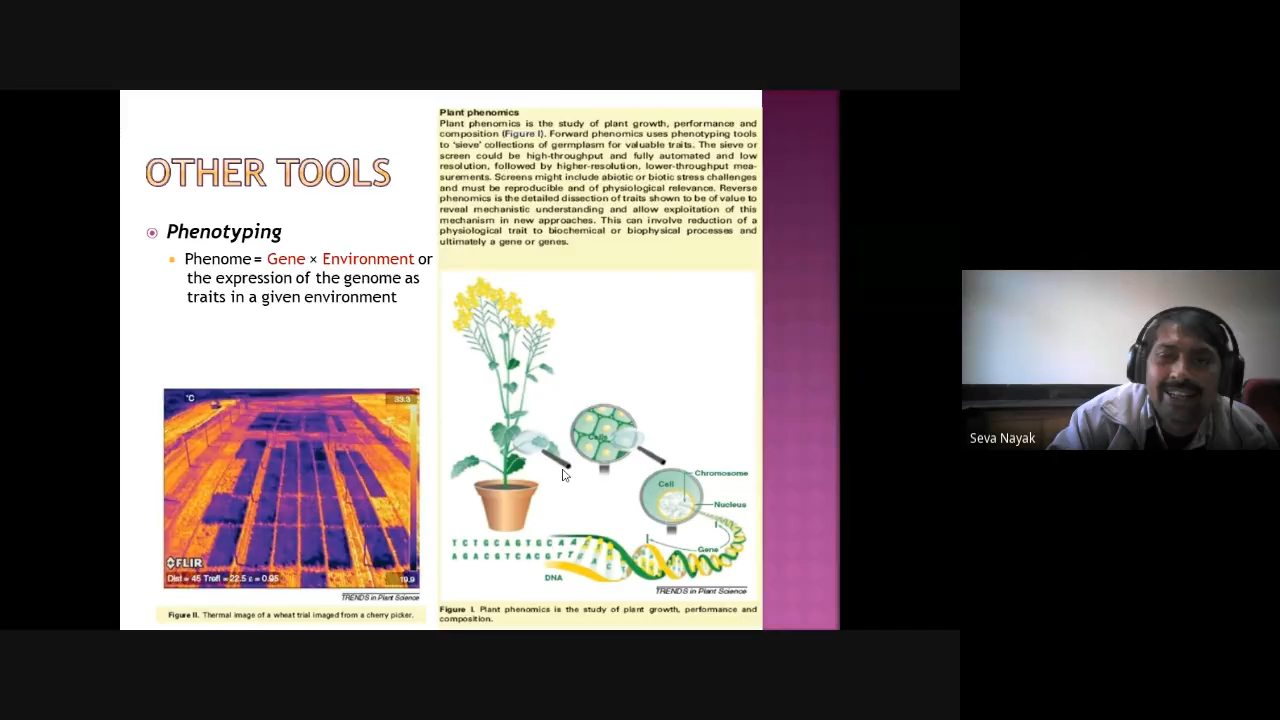 OTHER TOOLS
Phenotyping
Phenome = Gene × Environment or
the expression of the genome as
traits in a given environment
°C
33.3
FLIR
Dist = 45 Trefl = 22.5 ε = 0.95
19.9
TRENDS in Plant Science
Figure II. Thermal image of a wheat trial imaged from a cherry picker.
Plant phenomics
Plant phenomics is the study of plant growth, performance and
composition (Figure I). Forward phenomics uses phenotyping tools
to ‘sieve’ collections of germplasm for valuable traits. The sieve or
screen could be high-throughput and fully automated and low
resolution, followed by higher-resolution, lower-throughput mea-
surements. Screens might include abiotic or biotic stress challenges
and must be reproducible and of physiological relevance. Reverse
phenomics is the detailed dissection of traits shown to be of value to
reveal mechanistic understanding and allow exploitation of this
mechanism in new approaches. This can involve reduction of a
physiological trait to biochemical or biophysical processes and
ultimately a gene or genes.
Cells
Chromosome
Cell
Nucleus
Gene
TCTGCAGTGCAA
AGACGTCACGTT
DNA
TRENDS in Plant Science
Figure I. Plant phenomics is the study of plant growth, performance and
composition.
Seva Nayak